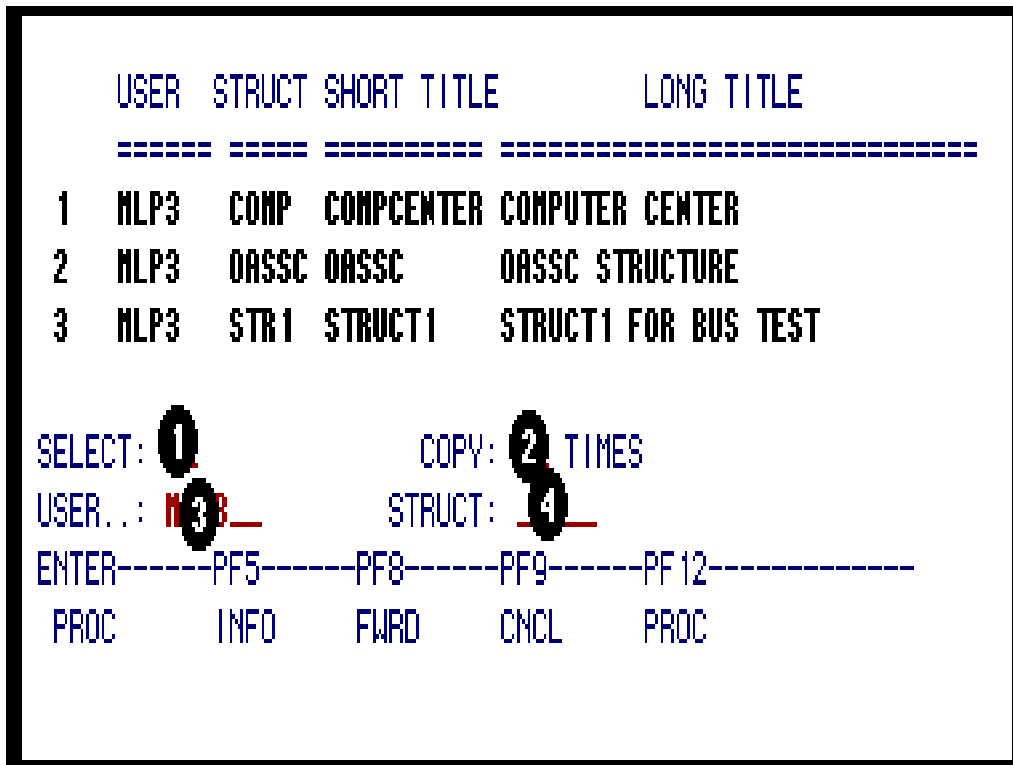 USER STRUCT SHORT TITLE LONG TITLE
====== ===== ========== ==============================
1 MLP3 COMP COMPCENTER COMPUTER CENTER
2 MLP3 OASSC OASSC OASSC STRUCTURE
3 MLP3 STR1 STRUCT1 STRUCT1 FOR BUS TEST
SELECT: 1 COPY: 2 TIMES
USER..: 3 STRUCT: 4
ENTER------PF5------PF8------PF9------PF12-------------
PROC INFO FWRD CNCL PROC